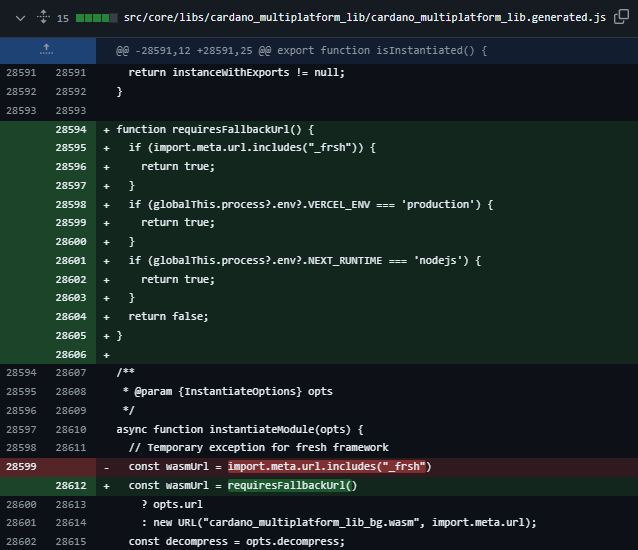 15 src/core/libs/cardano_multiplatform_lib/cardano_multiplatform_lib.generated.js
@@ -28591,12 +28591,25 @@ export function isInstantiated() {
28591 28591 return instanceWithExports != null;
28592 28592 }
28593 28593
28594 + function requiresFallbackUrl() {
28595 + if (import.meta.url.includes("_frsh")) {
28596 + return true;
28597 + }
28598 + if (globalThis.process?.env?.VERCEL_ENV === 'production') {
28599 + return true;
28600 + }
28601 + if (globalThis.process?.env?.NEXT_RUNTIME === 'nodejs') {
28602 + return true;
28603 + }
28604 + return false;
28605 + }
28606 +
28594 28607 /**
28595 28608 * @param {InstantiateOptions} opts
28596 28609 */
28597 28610 async function instantiateModule(opts) {
28598 28611 // Temporary exception for fresh framework
28599 - const wasmUrl = import.meta.url.includes("_frsh")
28612 + const wasmUrl = requiresFallbackUrl()
28600 28613 ? opts.url
28601 28614 : new URL("cardano_multiplatform_lib_bg.wasm", import.meta.url);
28602 28615 const decompress = opts.decompress;